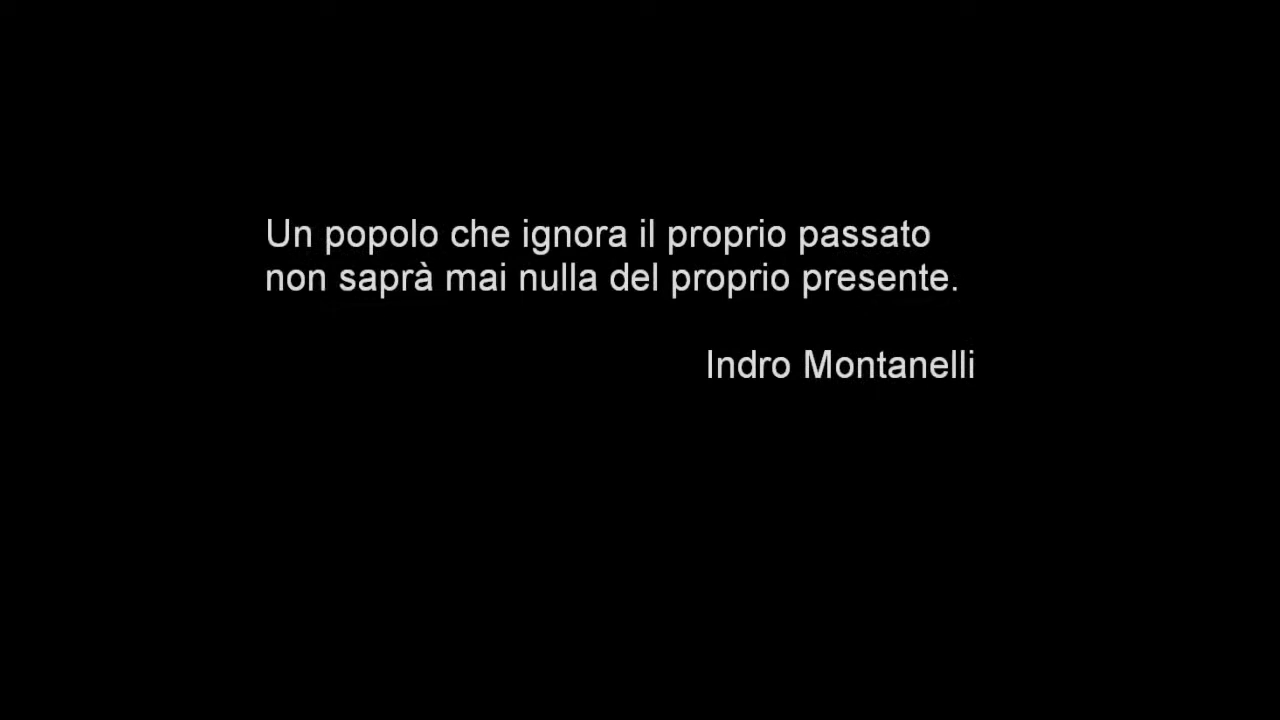 Un popolo che ignora il proprio passato
non saprà mai nulla del proprio presente.
Indro Montanelli